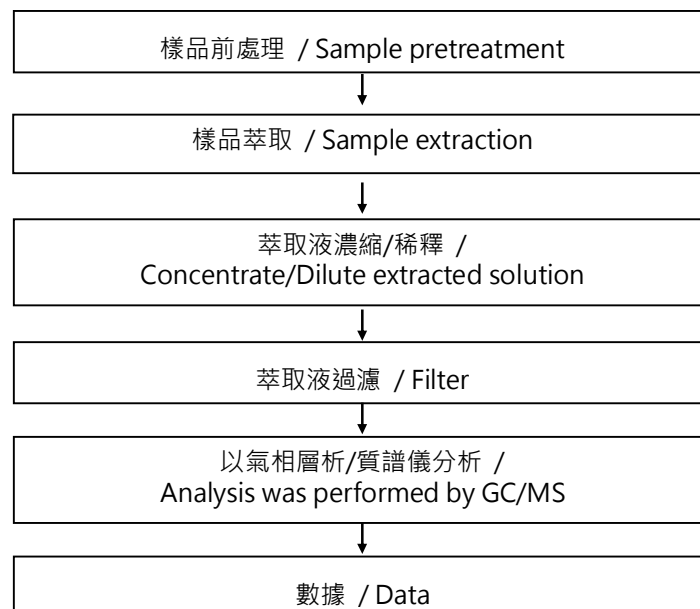 樣品前處理 / Sample pretreatment
樣品萃取 / Sample extraction
萃取液濃縮/稀釋 /
Concentrate/Dilute extracted solution
萃取液過濾 / Filter
以氣相層析/質譜儀分析 /
Analysis was performed by GC/MS
數據 / Data